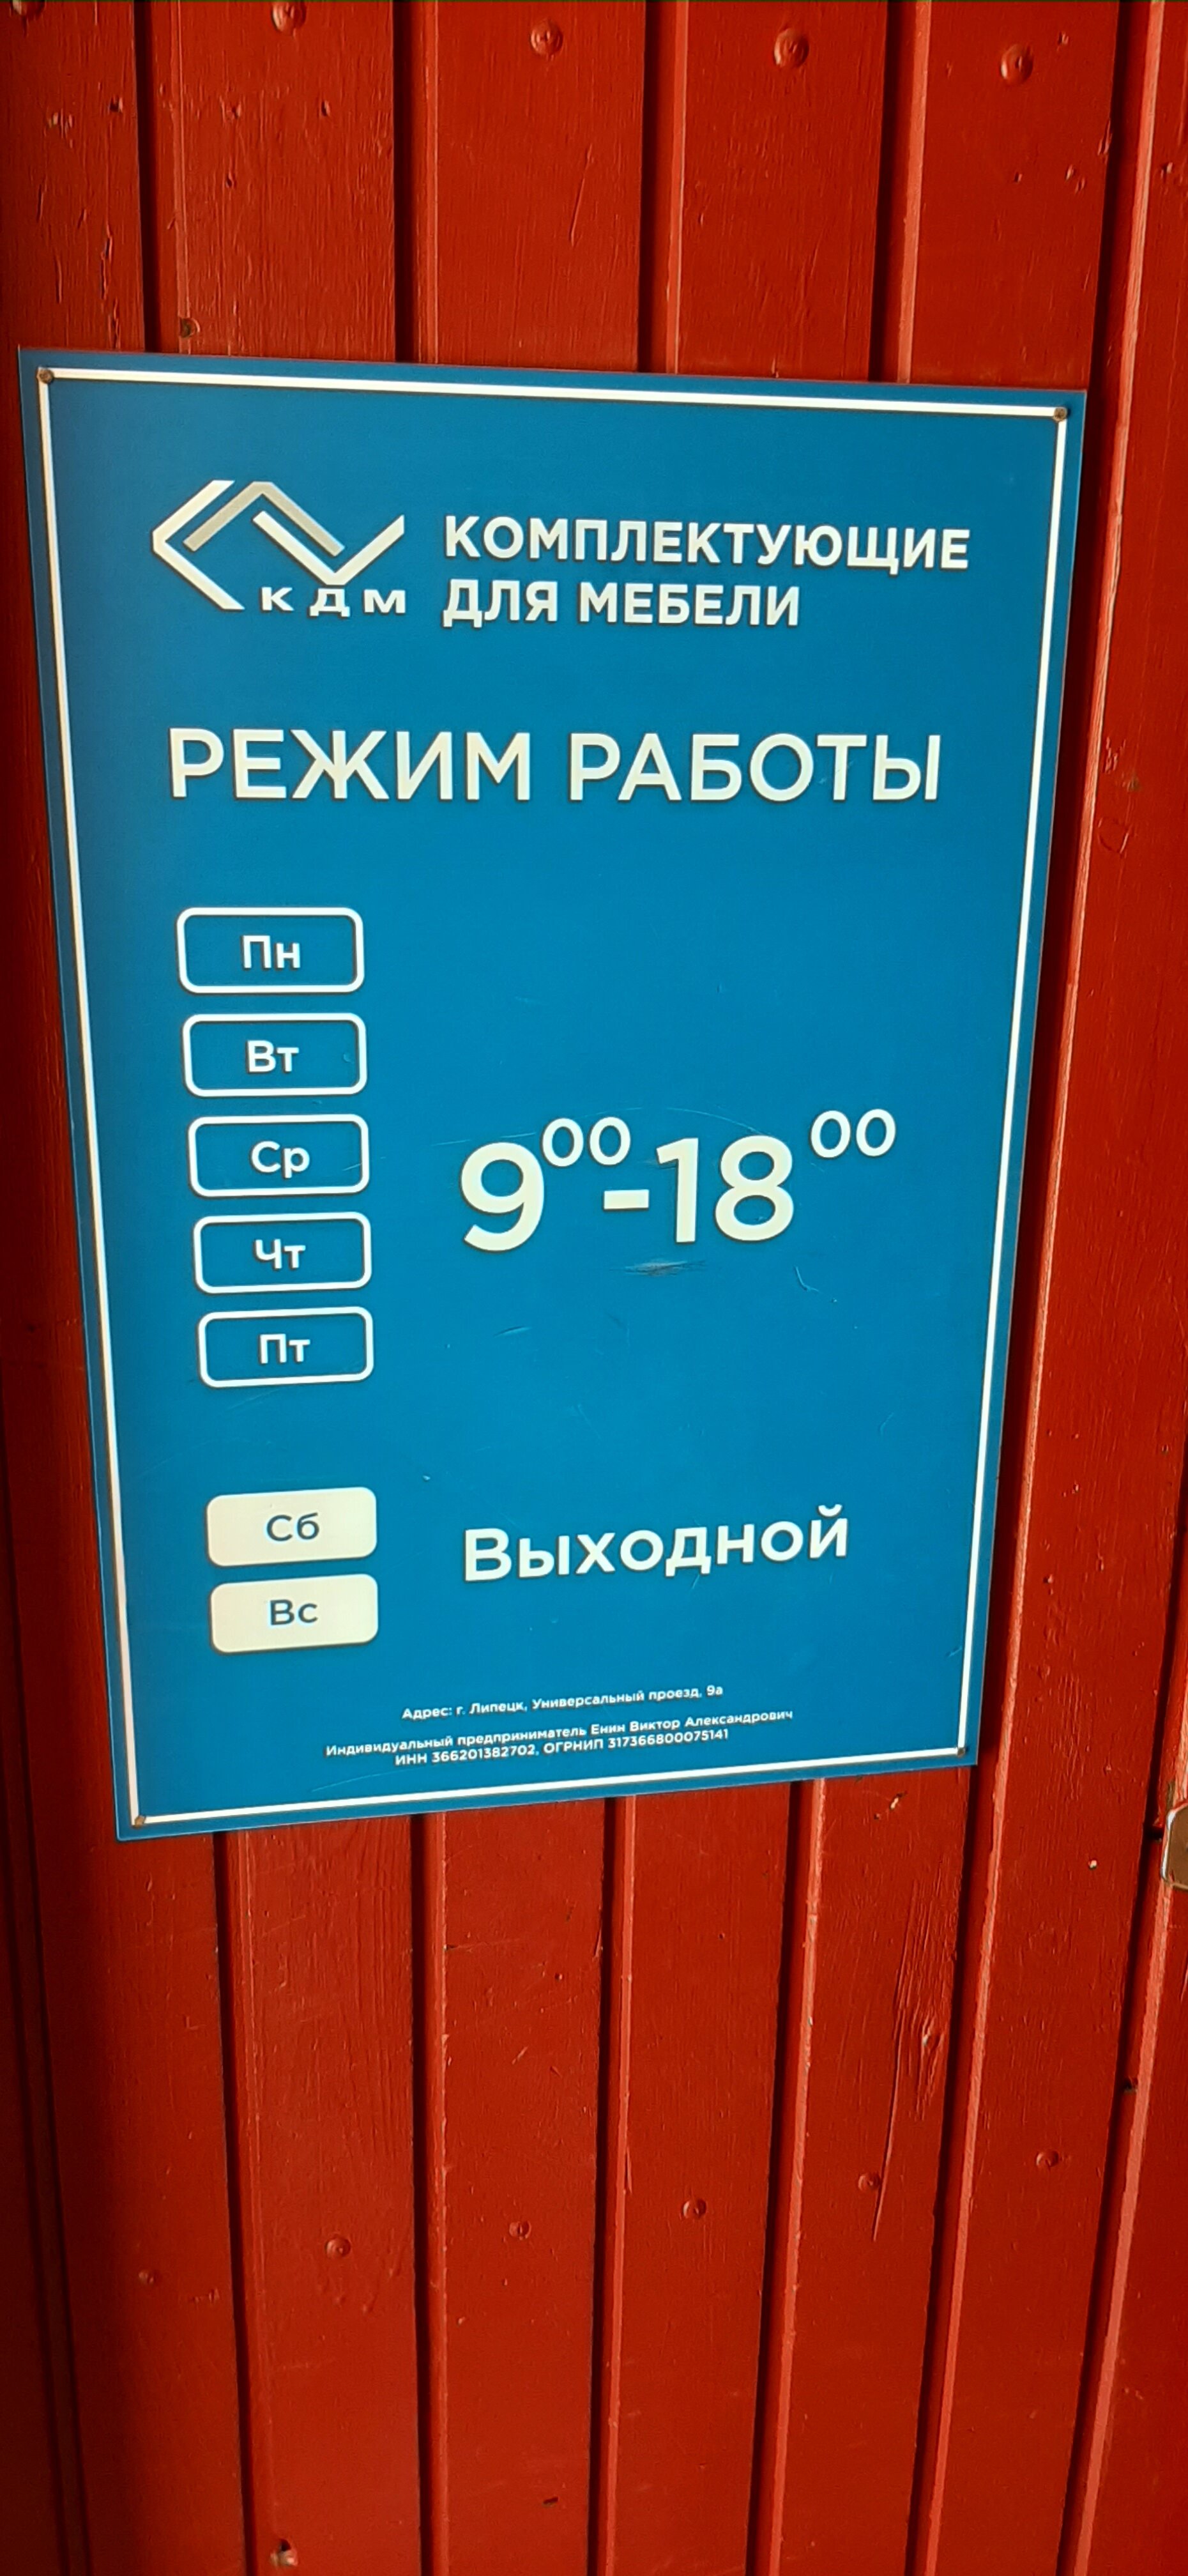 КДМ
КОМПЛЕКТУЮЩИЕ
ДЛЯ МЕБЕЛИ
РЕЖИМ РАБОТЫ
Пн
Вт
Ср
Чт
Пт
9⁰⁰-18⁰⁰
Сб
Вс
Выходной
Адрес: г. Липецк, Универсальный проезд, 9а
Индивидуальный предприниматель Енин Виктор Александрович
ИНН 366201382702, ОГРНИП 317366800075141